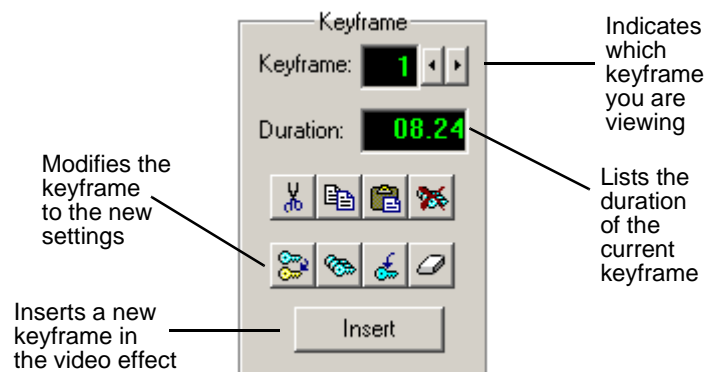 Keyframe
Keyframe:
1
Indicates
which
keyframe
you are
viewing
Duration:
08.24
Modifies the
keyframe
to the new
settings
Lists the
duration
of the
current
keyframe
Inserts a new
keyframe in
the video effect
Insert